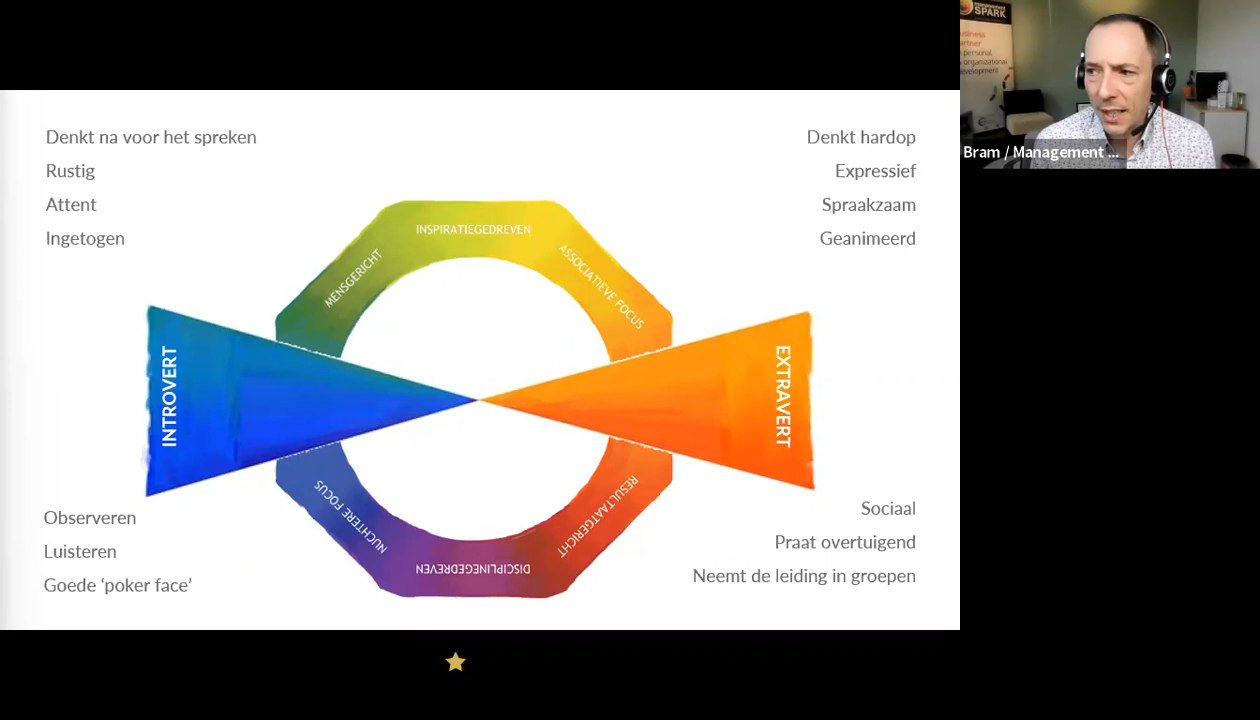 Denkt na voor het spreken
Rustig
Attent
Ingetogen
Denkt hardop
Expressief
Spraakzaam
Geanimeerd
INSPIRATIEGEDREVEN
MENSGERICHT
ASSOCIATIEVE FOCUS
INTROVERT
EXTRAVERT
NUCHTERE FOCUS
DISCIPLINEGEDREVEN
RESULTAATGERICHT
Observeren
Luisteren
Goede ‘poker face’
Sociaal
Praat overtuigend
Neemt de leiding in groepen
SPARK
personal
organizational
Bram / Management ...